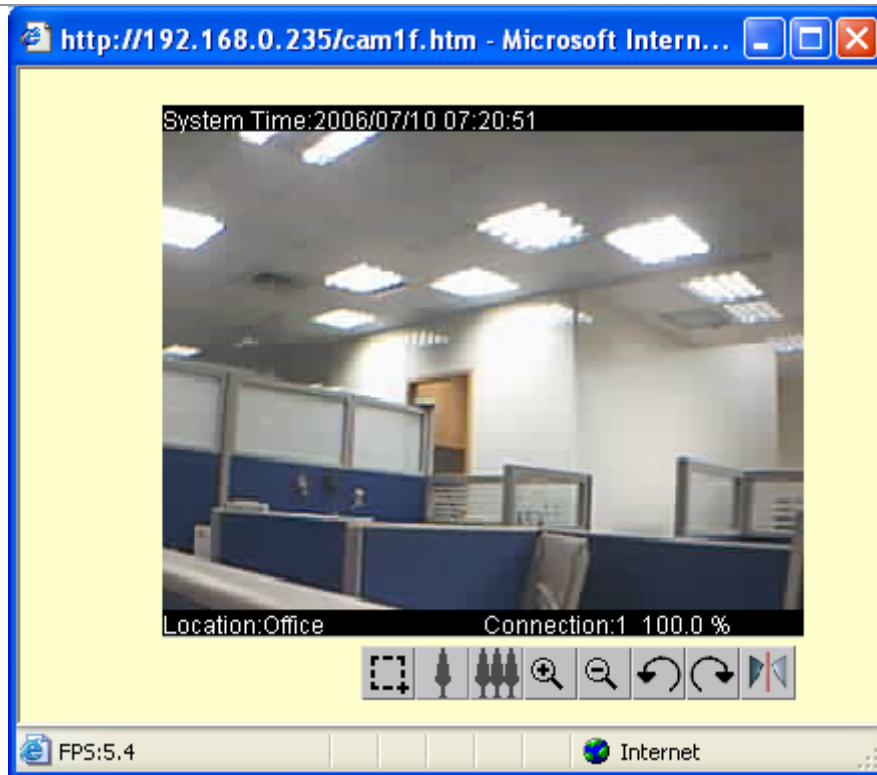 http://192.168.0.235/cam1f.htm - Microsoft Intern...
System Time:2006/07/10 07:20:51
Location:Office Connection:1 100.0 %
FPS:5.4 Internet